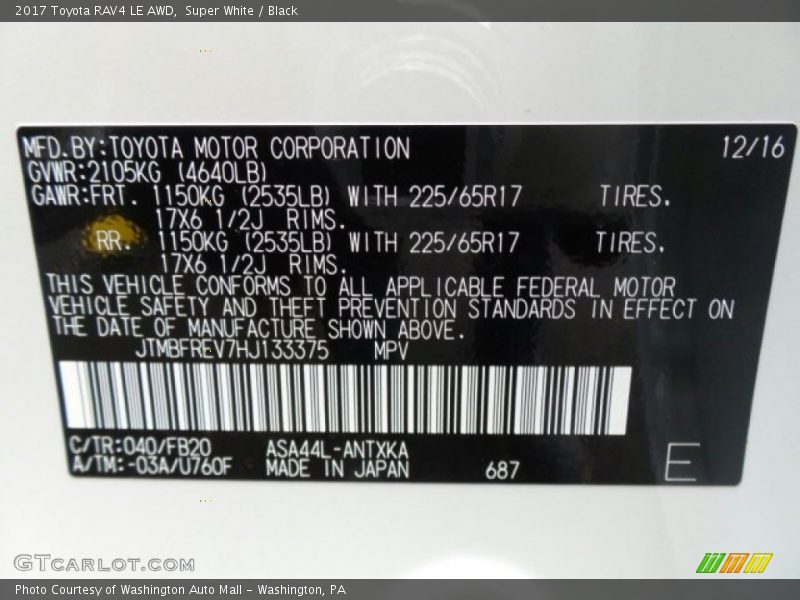 2017 Toyota RAV4 LE AWD, Super White / Black
MFD.BY:TOYOTA MOTOR CORPORATION 12/16
GVWR:2105KG (4640LB)
GAWR:FRT. 1150KG (2535LB) WITH 225/65R17 TIRES.
17X6 1/2J RIMS.
RR. 1150KG (2535LB) WITH 225/65R17 TIRES.
17X6 1/2J RIMS.
THIS VEHICLE CONFORMS TO ALL APPLICABLE FEDERAL MOTOR
VEHICLE SAFETY AND THEFT PREVENTION STANDARDS IN EFFECT ON
THE DATE OF MANUFACTURE SHOWN ABOVE.
JTMBFREV7HJ133375 MPV
C/TR:040/FB20 ASA44L-ANTXKA
A/TM:-03A/U760F MADE IN JAPAN 687 E
GTCARLOT.COM
Photo Courtesy of Washington Auto Mall - Washington, PA